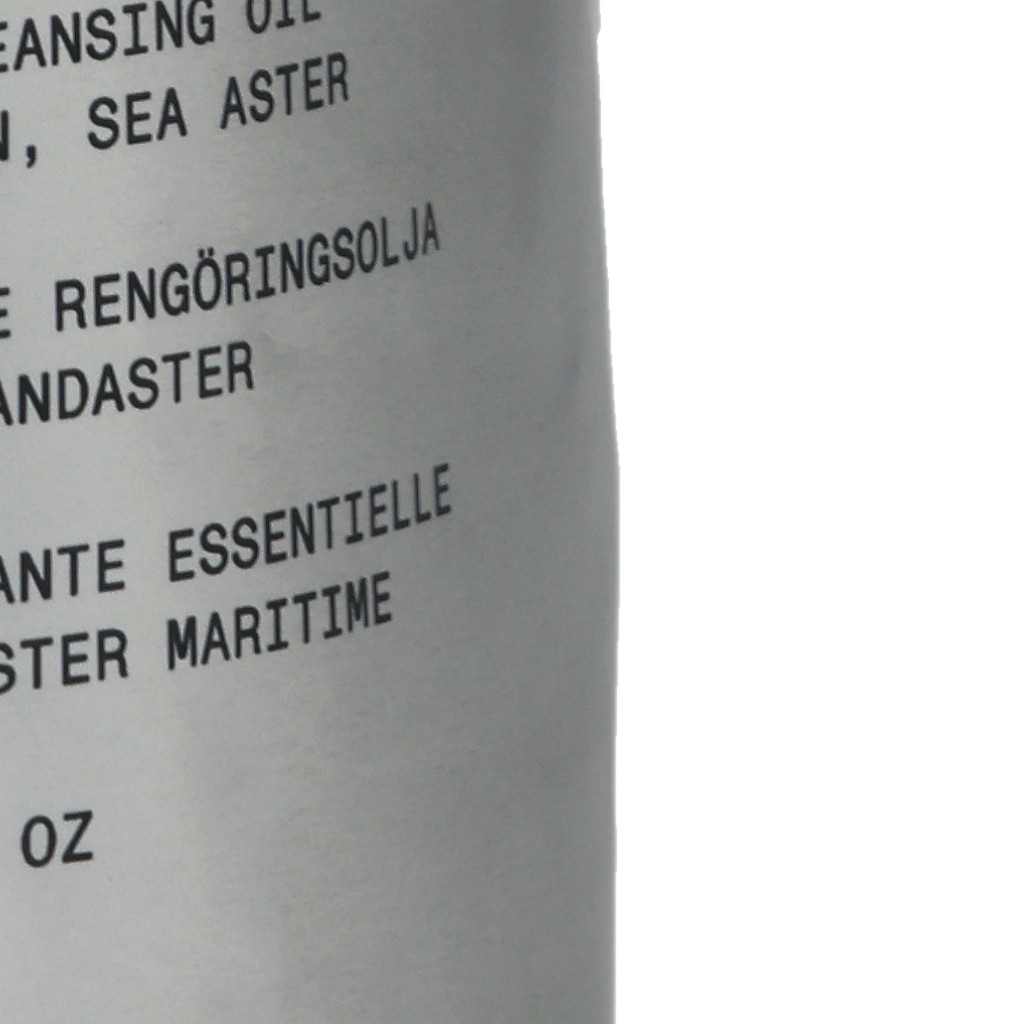 EANSING OIL
N, SEA ASTER
E RENGÖRINGSOLJA
ANDASTER
ANTE ESSENTIELLE
STER MARITIME
OZ